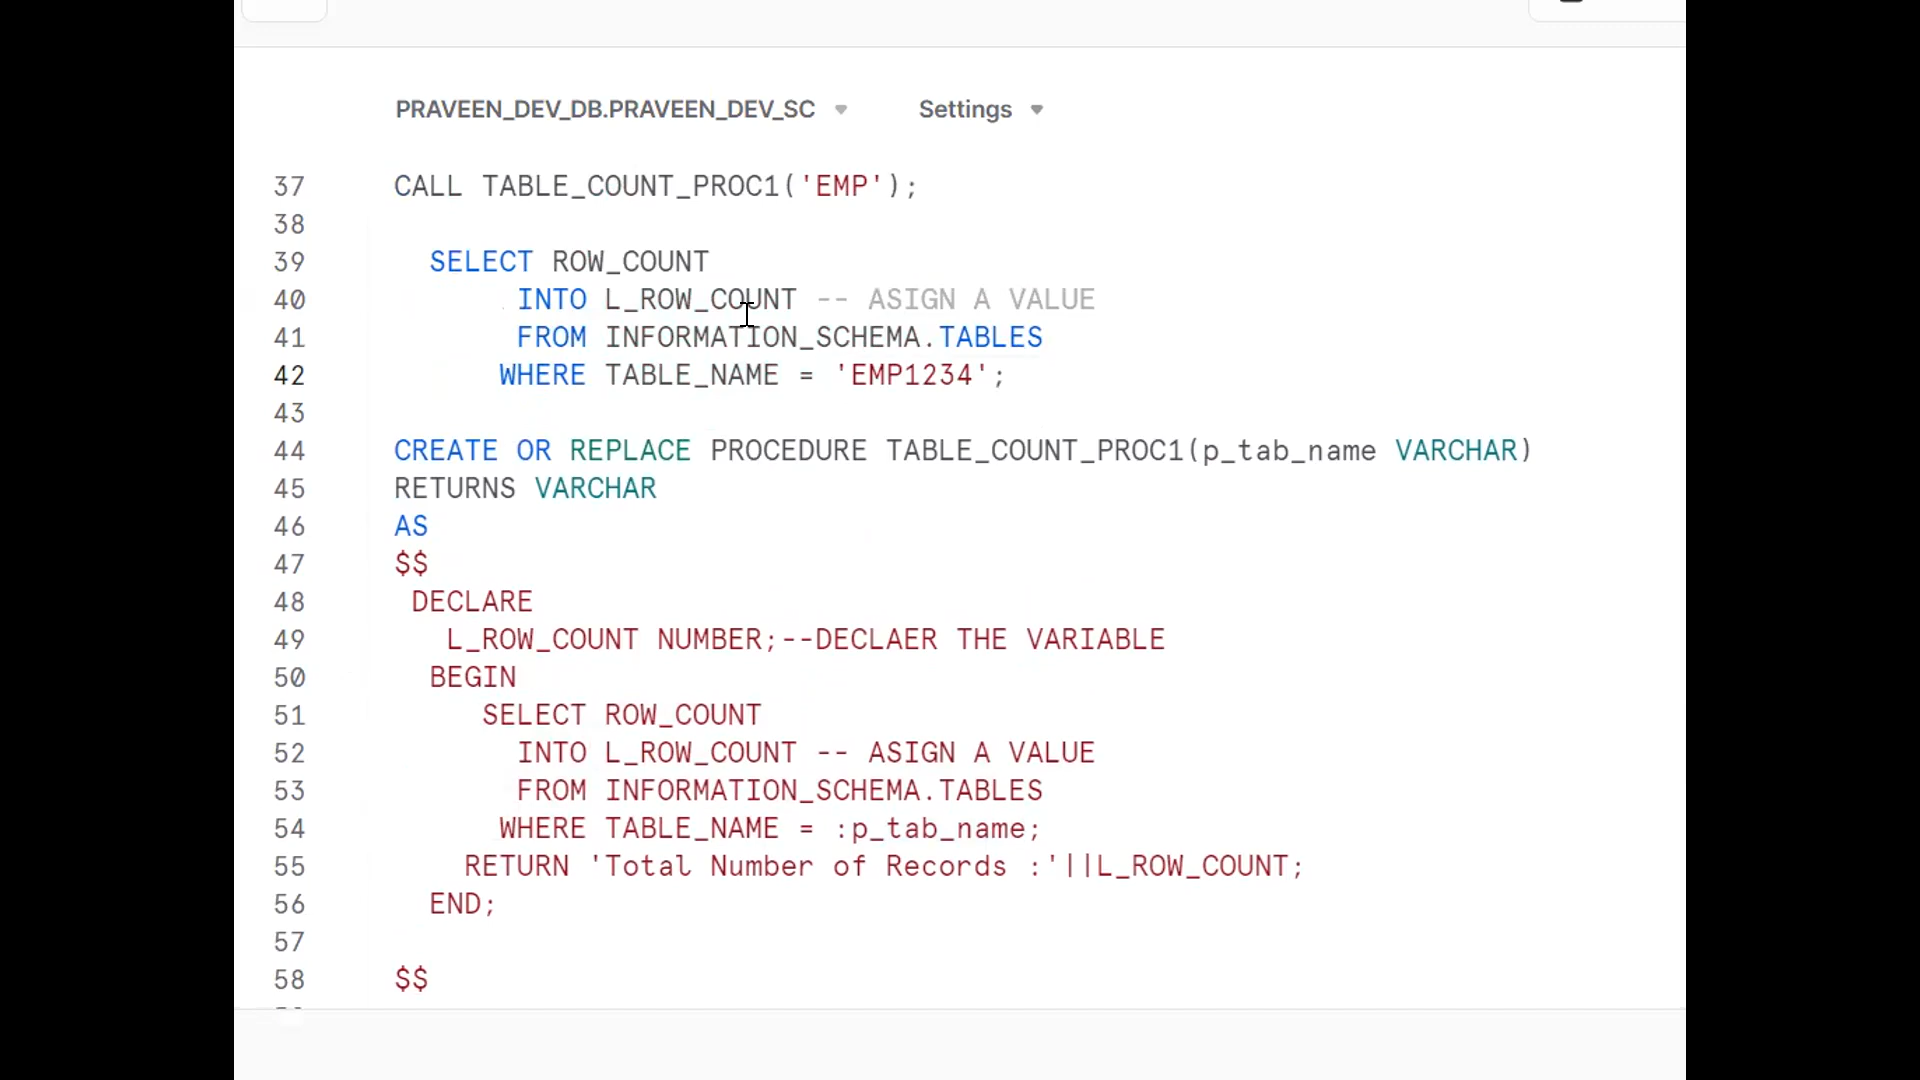 PRAVEEN_DEV_DB.PRAVEEN_DEV_SC Settings
37 CALL TABLE_COUNT_PROC1('EMP');
38
39 SELECT ROW_COUNT
40 INTO L_ROW_COUNT -- ASIGN A VALUE
41 FROM INFORMATION_SCHEMA.TABLES
42 WHERE TABLE_NAME = 'EMP1234';
43
44 CREATE OR REPLACE PROCEDURE TABLE_COUNT_PROC1(p_tab_name VARCHAR)
45 RETURNS VARCHAR
46 AS
47 $$
48 DECLARE
49 L_ROW_COUNT NUMBER;--DECLAER THE VARIABLE
50 BEGIN
51 SELECT ROW_COUNT
52 INTO L_ROW_COUNT -- ASIGN A VALUE
53 FROM INFORMATION_SCHEMA.TABLES
54 WHERE TABLE_NAME = :p_tab_name;
55 RETURN 'Total Number of Records :'||L_ROW_COUNT;
56 END;
57
58 $$